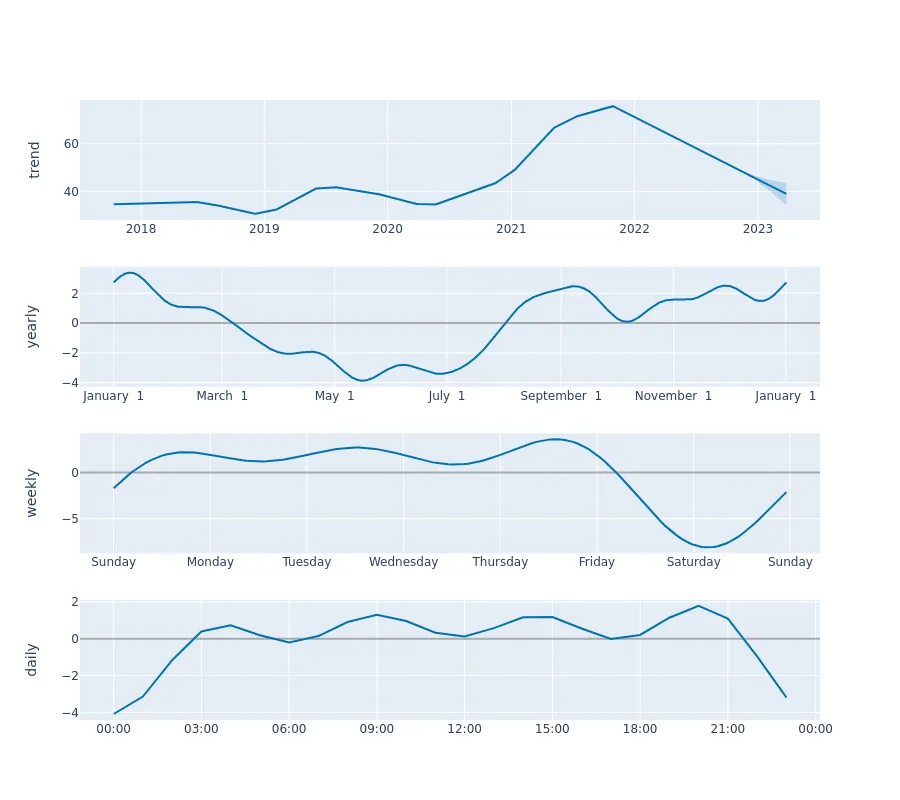 trend
60
40
2018 2019 2020 2021 2022 2023
yearly
2
0
−2
−4
January 1 March 1 May 1 July 1 September 1 November 1 January 1
weekly
0
−5
Sunday Monday Tuesday Wednesday Thursday Friday Saturday Sunday
daily
2
0
−2
−4
00:00 03:00 06:00 09:00 12:00 15:00 18:00 21:00 00:00